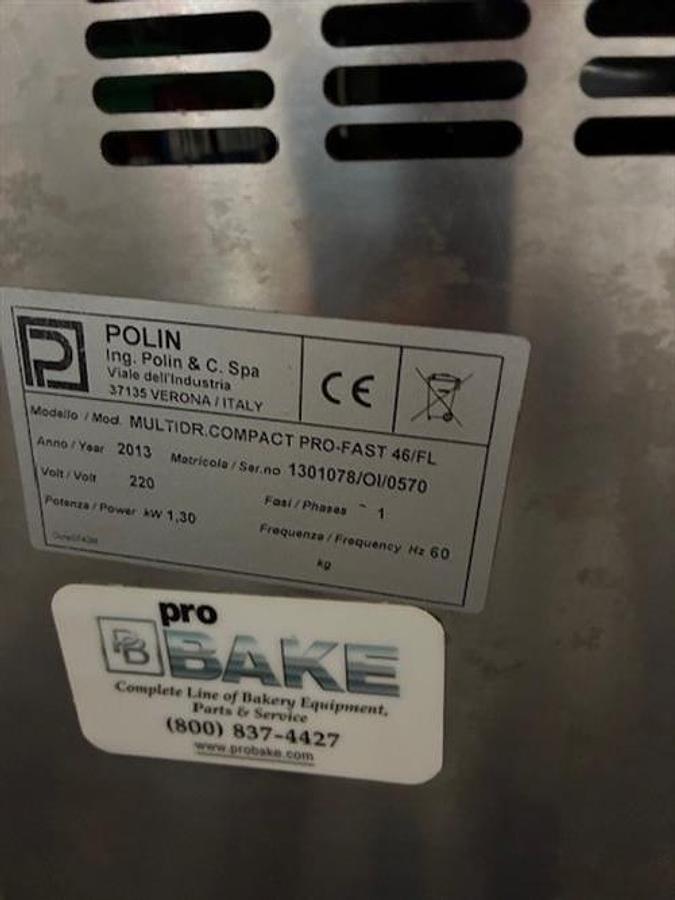 POLIN
Ing. Polin & C. Spa
Viale dell'Industria
37135 VERONA / ITALY
CE
Modello / Mod. MULTIDR.COMPACT PRO-FAST 46/FL
Anno / Year 2013 Matricola / Ser.no 1301078/OI/0570
Volt / Volt 220 Fasi / Phases ~ 1
Potenza / Power kW 1,30 Frequenza / Frequency Hz 60
kg
pro
PB BAKE
Complete Line of Bakery Equipment,
Parts & Service
(800) 837-4427
www.probake.com